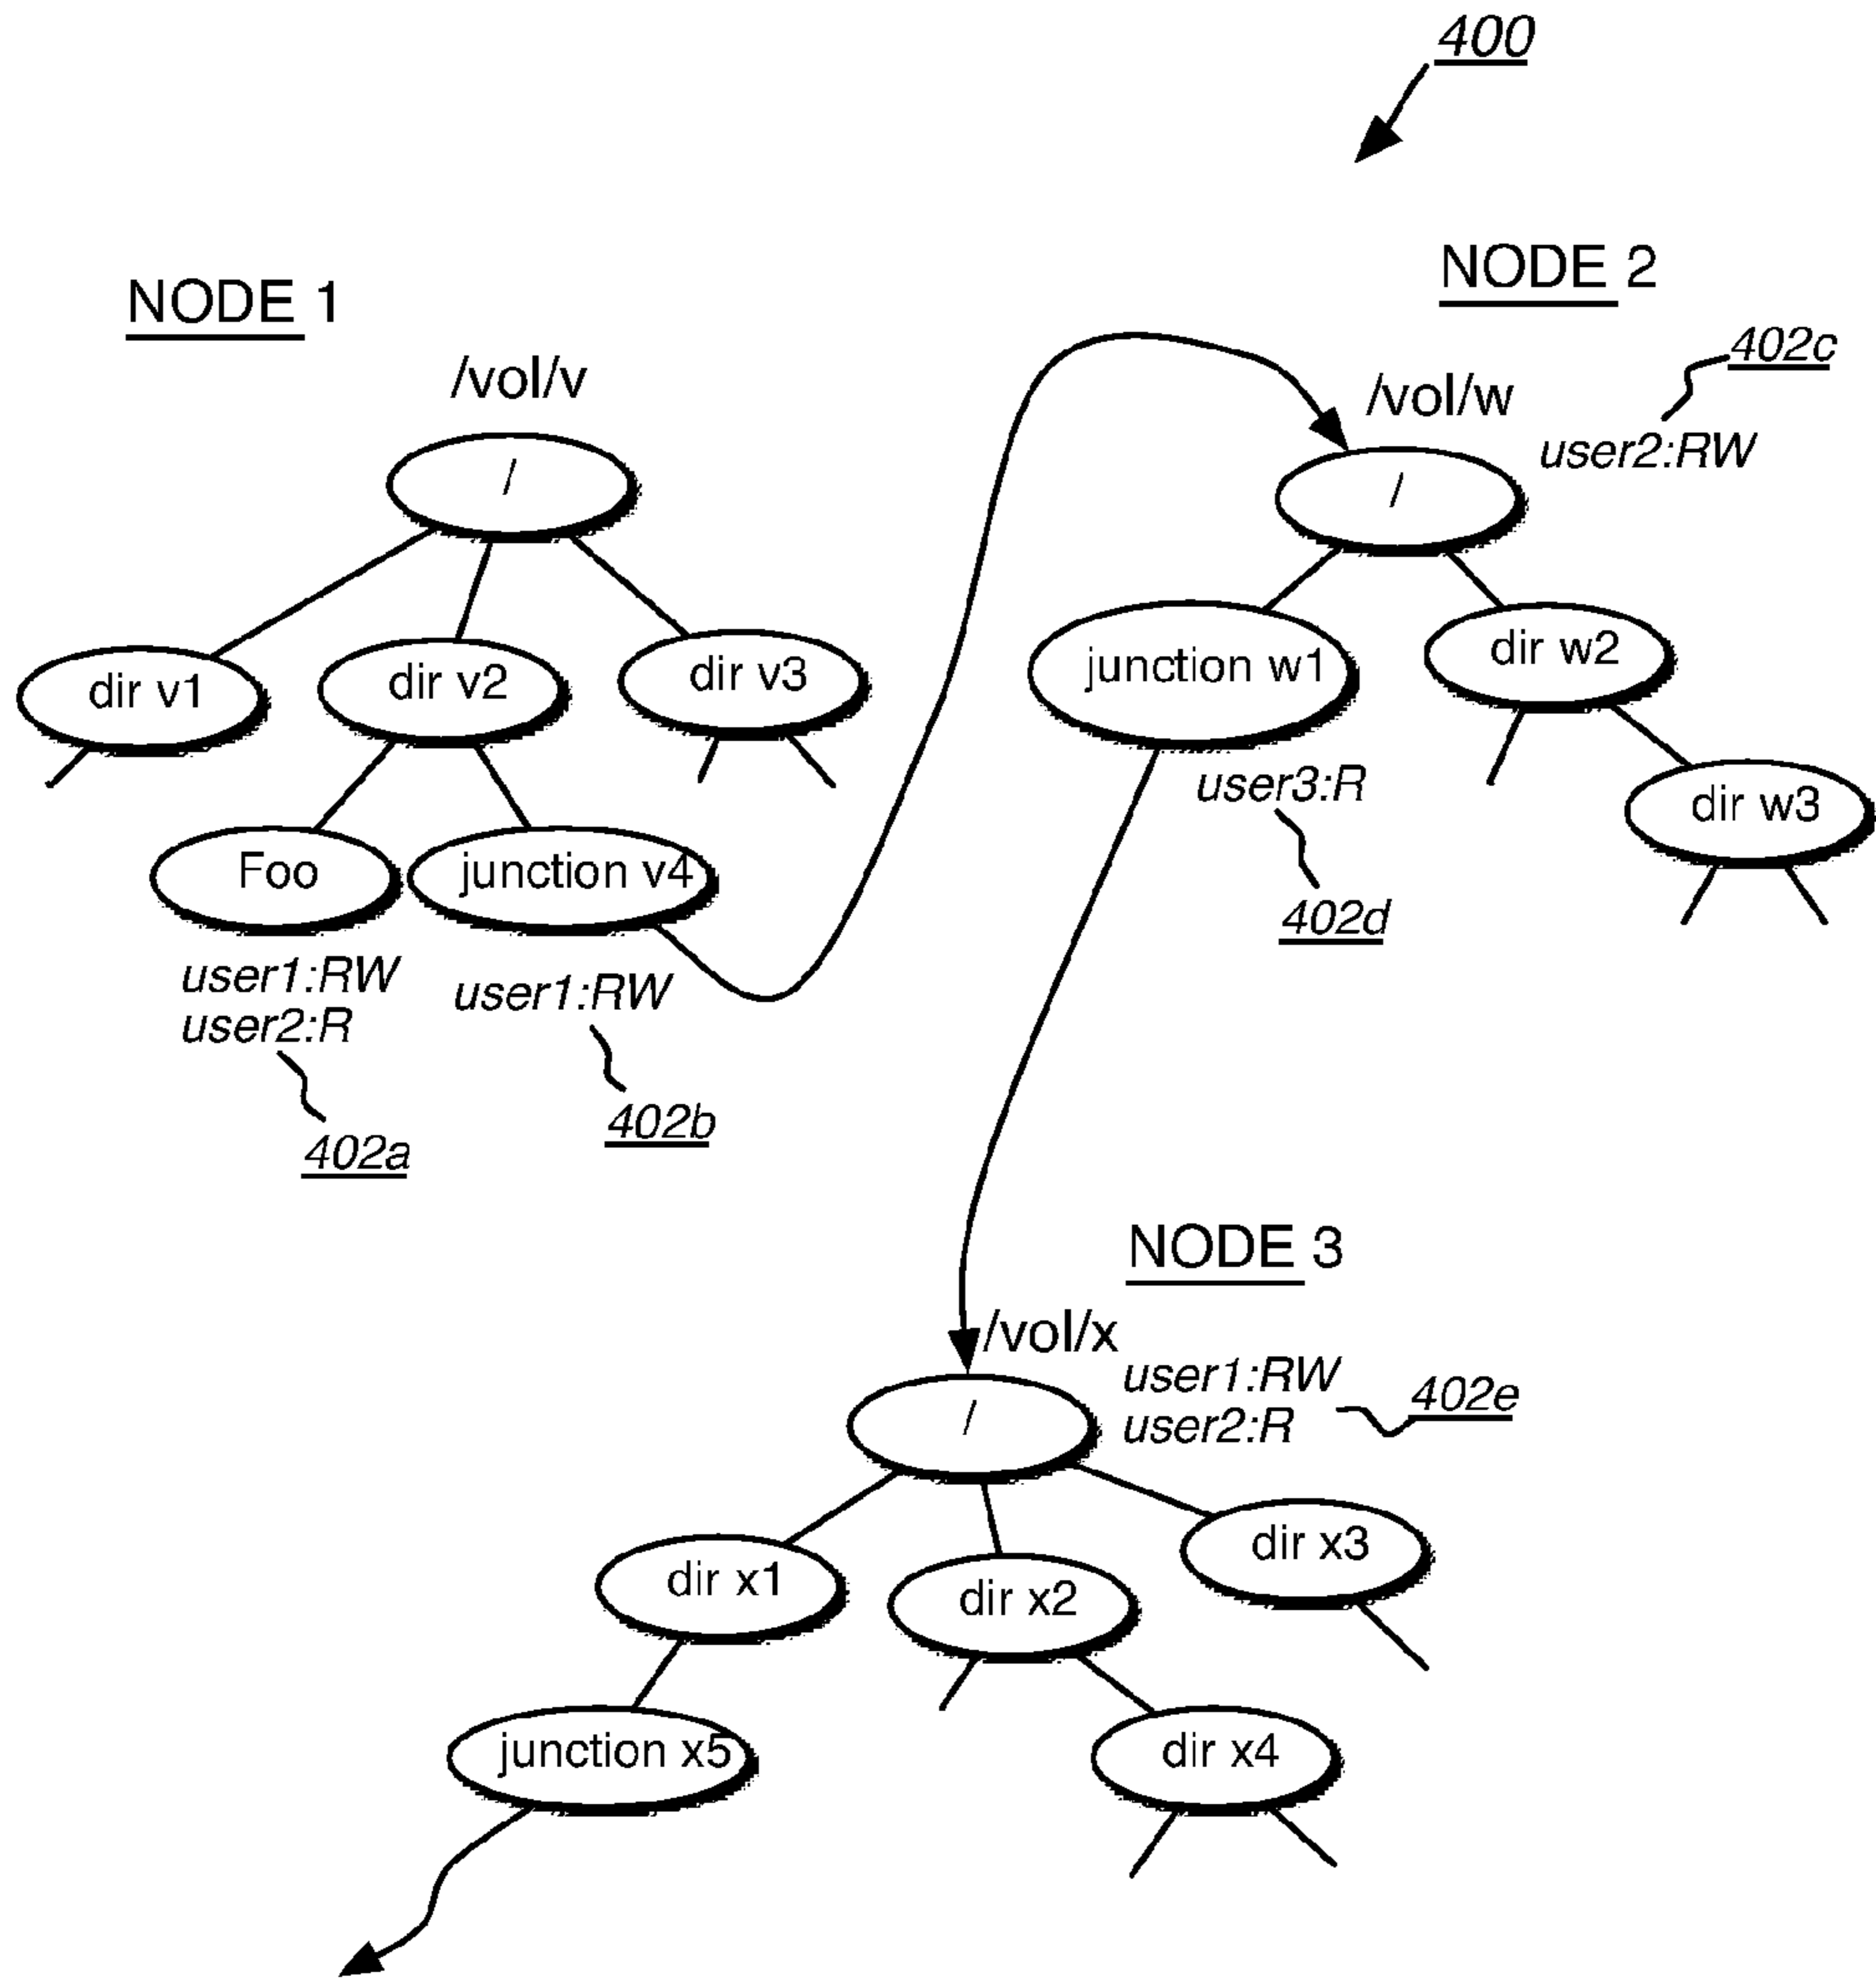 400
NODE 1
/vol/v
/
dir v1
dir v2
dir v3
Foo
junction v4
user1:RW
user2:R
402a
user1:RW
402b
NODE 2
402c
/vol/w
user2:RW
/
junction w1
dir w2
user3:R
dir w3
402d
NODE 3
/vol/x
user1:RW
user2:R
402e
/
dir x1
dir x2
dir x3
junction x5
dir x4